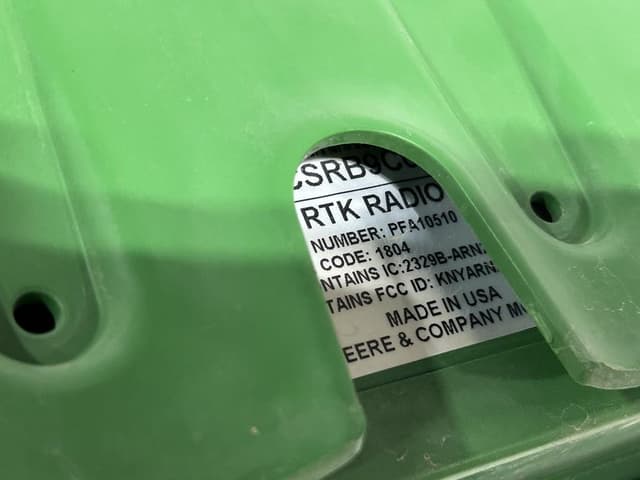 CSRB9C
RTK RADIO
NUMBER: PFA10510
CODE: 1804
NTAINS IC:2329B-ARN
TAINS FCC ID: KNYARN
MADE IN USA
EERE & COMPANY M